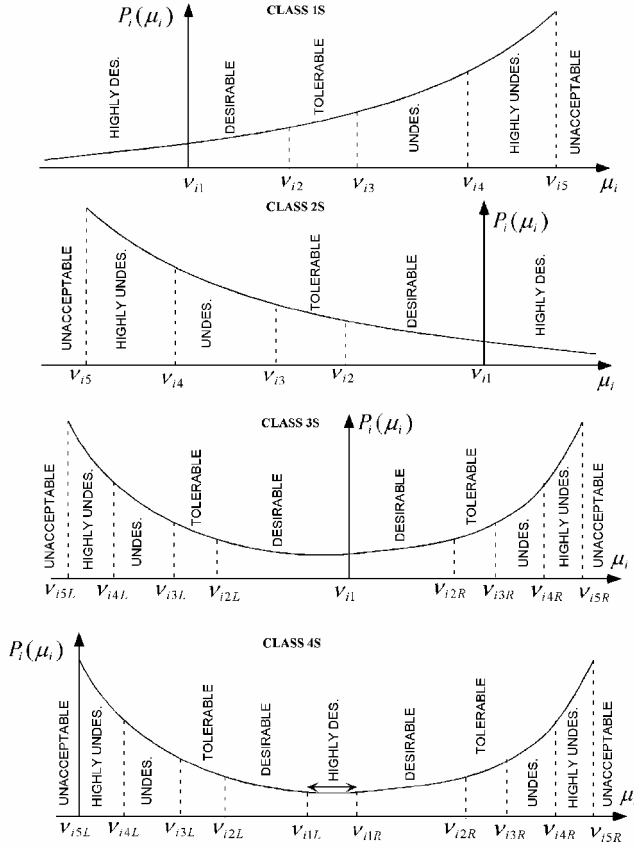 P_i(μ_i) CLASS 1S
HIGHLY DES. DESIRABLE TOLERABLE UNDES. HIGHLY UNDES. UNACCEPTABLE
ν_i1 ν_i2 ν_i3 ν_i4 ν_i5 μ_i
CLASS 2S P_i(μ_i)
UNACCEPTABLE HIGHLY UNDES. UNDES. TOLERABLE DESIRABLE HIGHLY DES.
ν_i5 ν_i4 ν_i3 ν_i2 ν_i1 μ_i
CLASS 3S P_i(μ_i)
UNACCEPTABLE HIGHLY UNDES. UNDES. TOLERABLE DESIRABLE DESIRABLE TOLERABLE UNDES. HIGHLY UNDES. UNACCEPTABLE
μ_i
ν_i5L ν_i4L ν_i3L ν_i2L ν_i1 ν_i2R ν_i3R ν_i4R ν_i5R
P_i(μ_i) CLASS 4S
UNACCEPTABLE HIGHLY UNDES. UNDES. TOLERABLE DESIRABLE HIGHLY DES. DESIRABLE TOLERABLE UNDES. HIGHLY UNDES. UNACCEPTABLE
μ_i
ν_i5L ν_i4L ν_i3L ν_i2L ν_i1L ν_i1R ν_i2R ν_i3R ν_i4R ν_i5R